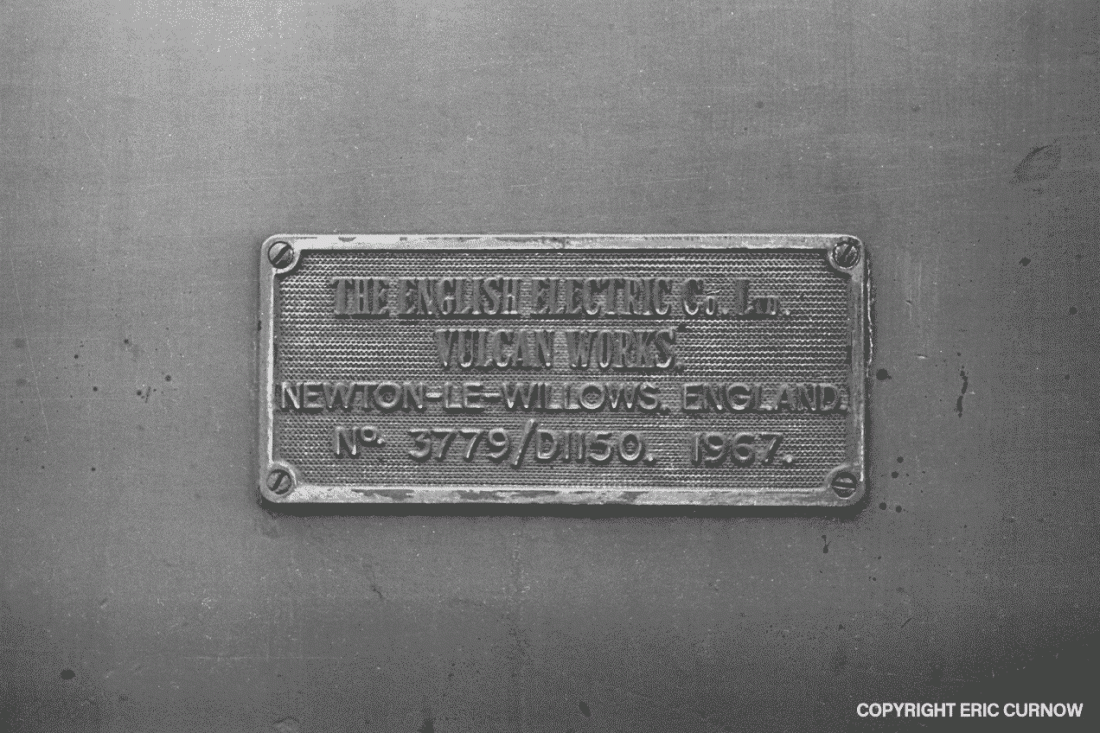 THE ENGLISH ELECTRIC Co. LTD.
VULCAN WORKS.
NEWTON-LE-WILLOWS. ENGLAND.
No. 3779/D1150. 1967.
COPYRIGHT ERIC CURNOW